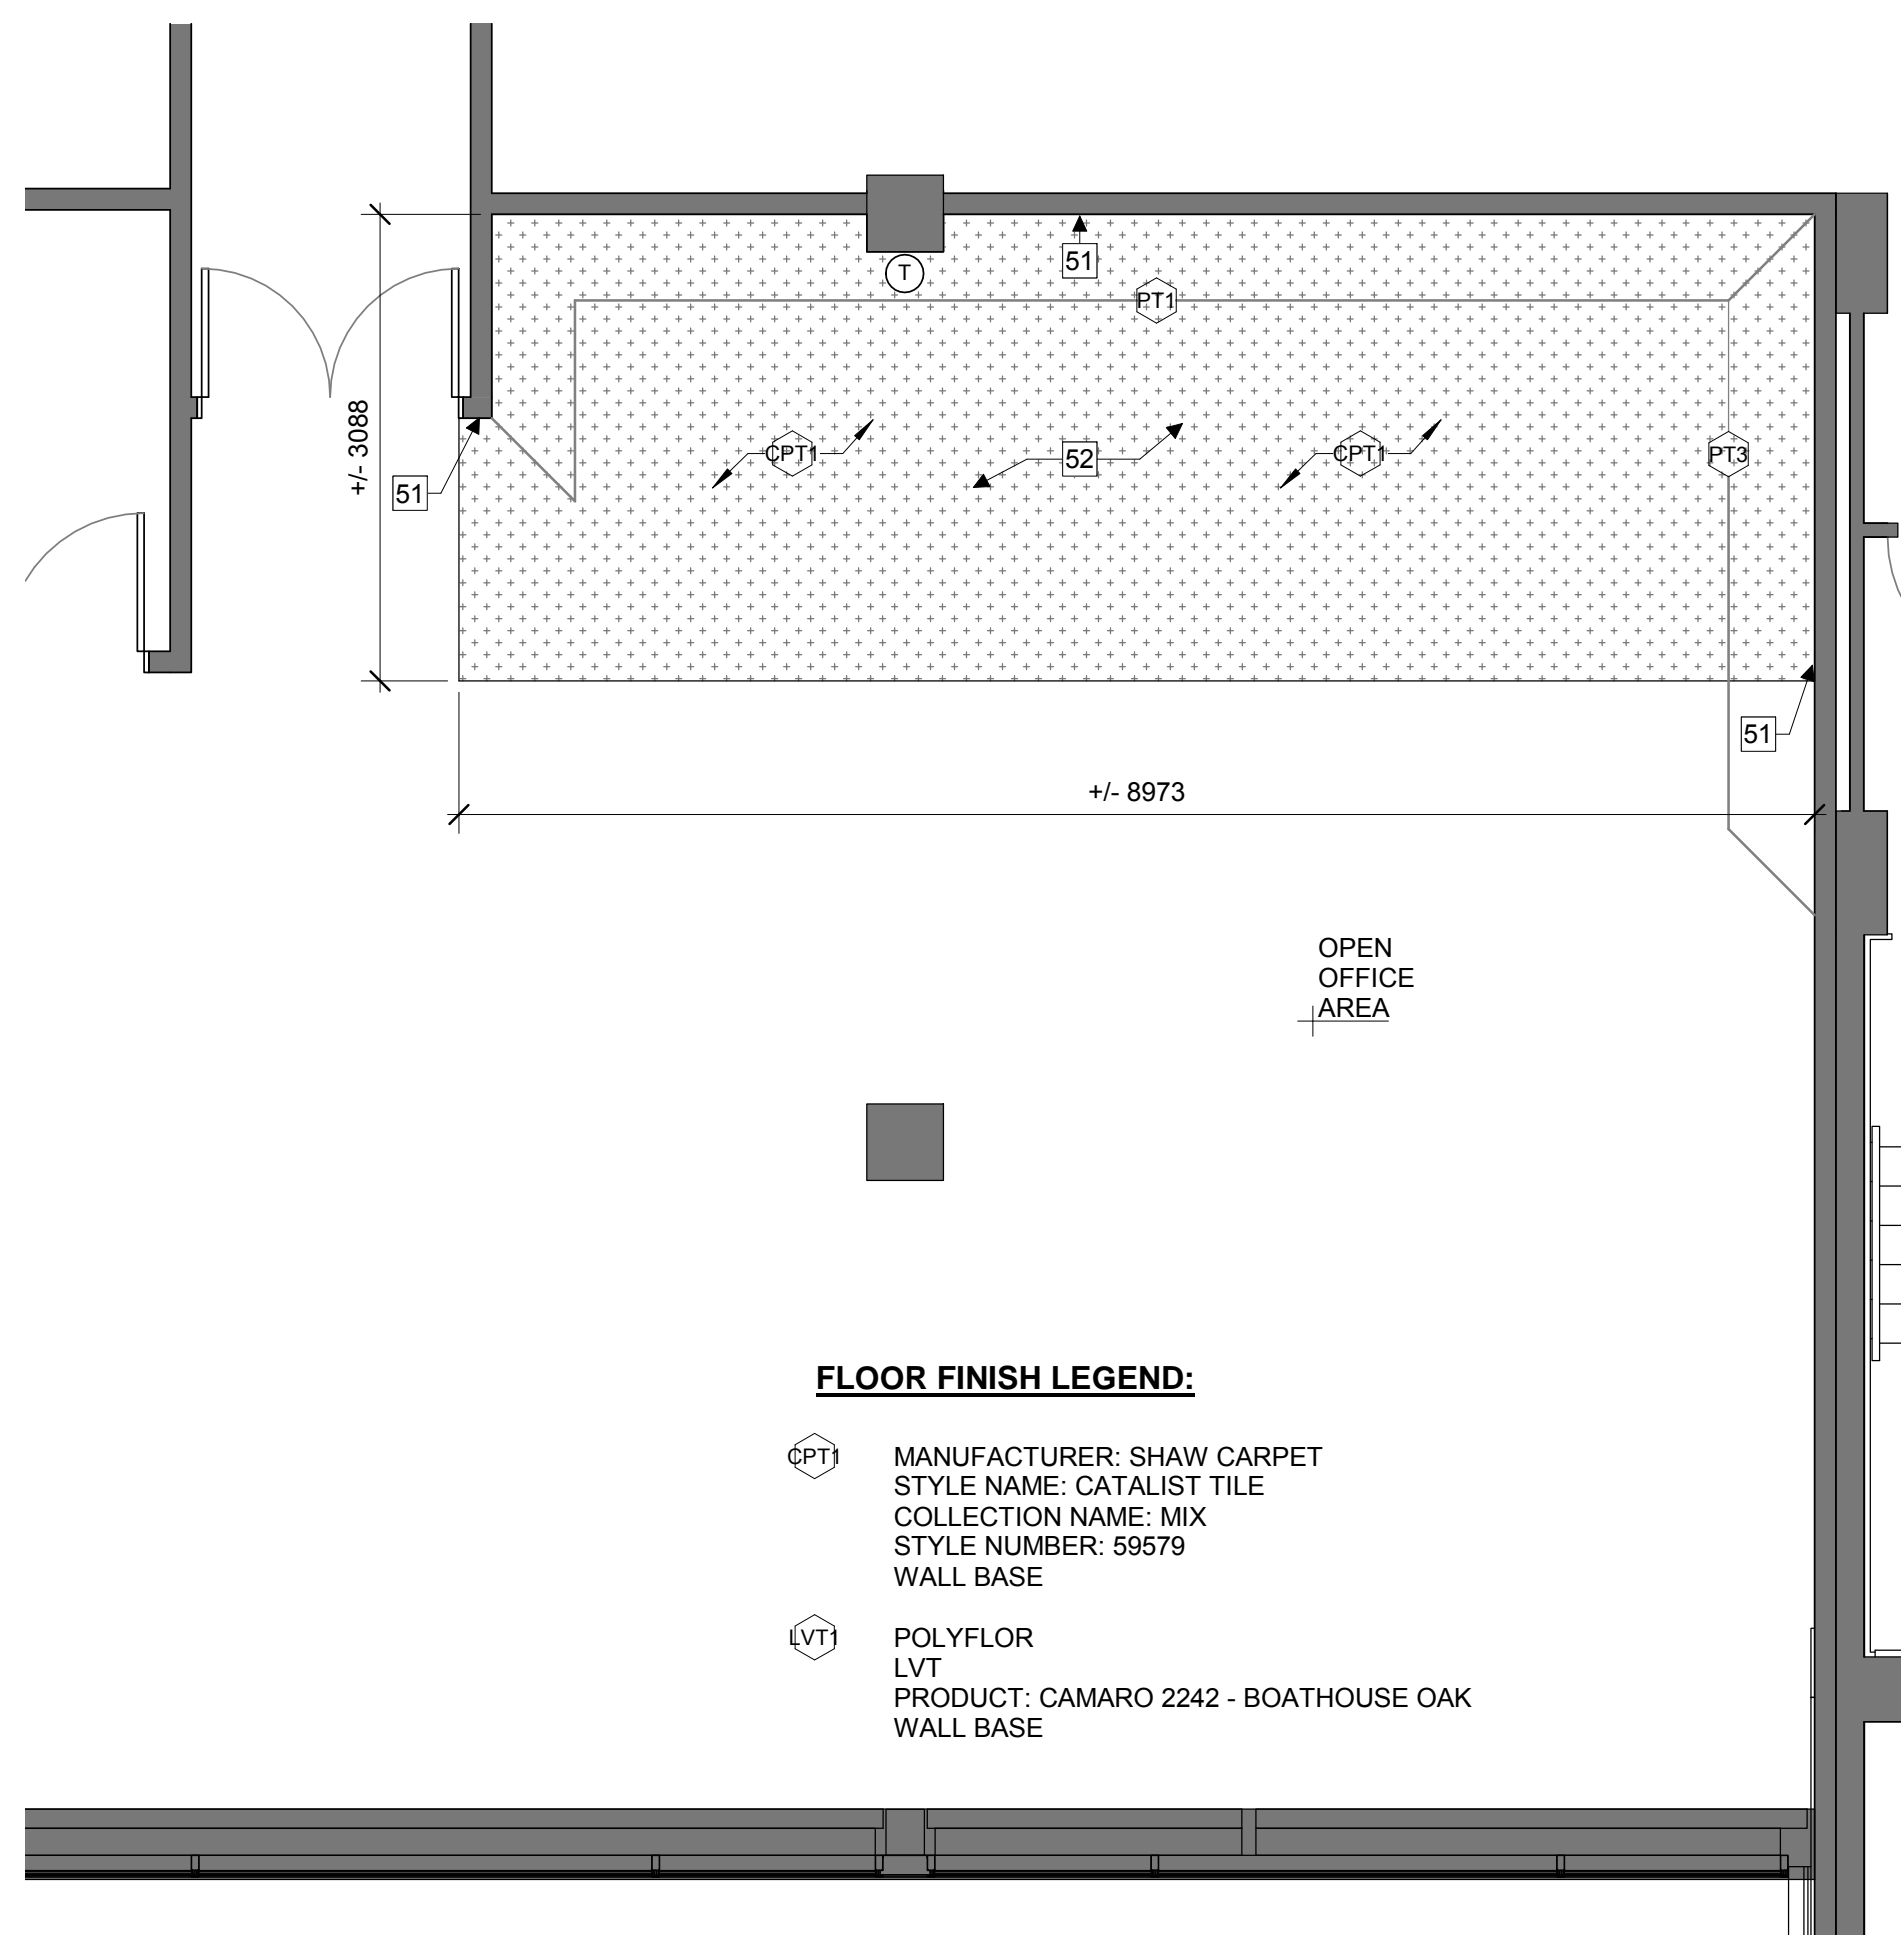 51
T
PT1
+/- 3088
CPT1
52
CPT1
PT3
51
51
+/- 8973
OPEN
OFFICE
AREA
FLOOR FINISH LEGEND:
CPT1
MANUFACTURER: SHAW CARPET
STYLE NAME: CATALIST TILE
COLLECTION NAME: MIX
STYLE NUMBER: 59579
WALL BASE
LVT1
POLYFLOR
LVT
PRODUCT: CAMARO 2242 - BOATHOUSE OAK
WALL BASE